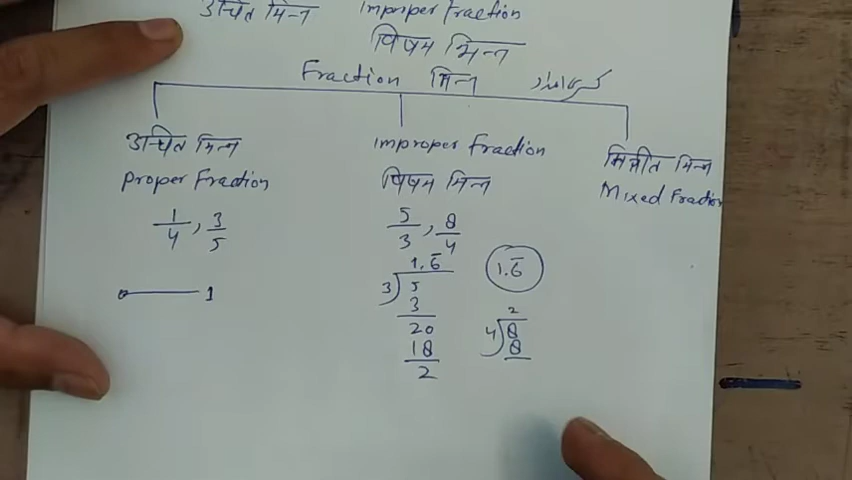 उचित भिन्न Improper Fraction
विषम भिन्न
Fraction भिन्न
उचित भिन्न
Proper Fraction
1/4, 3/5
0 1
Improper Fraction
विषम भिन्न
5/3, 8/4
1.6̅
3)5
3
20
18
2
1.6̅
2
4)8
8
मिश्रीत भिन्न
Mixed Fraction